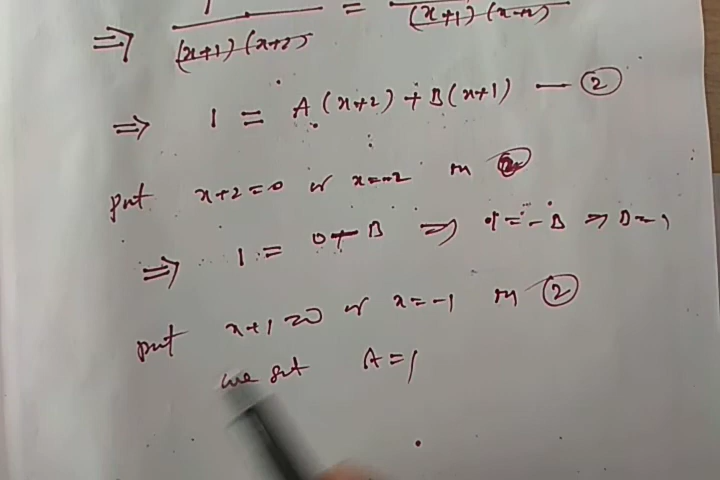 ⇒ 1/((x+1)(x+2)) = /((x+1)(x+2))
⇒ 1 = A(x+2) + B(x+1) — ②
put x+2=0 or x=-2 in ②
⇒ 1 = 0 + B ⇒ 1 = -B ⇒ B = -1
put x+1=0 or x=-1 in ②
we get A=1